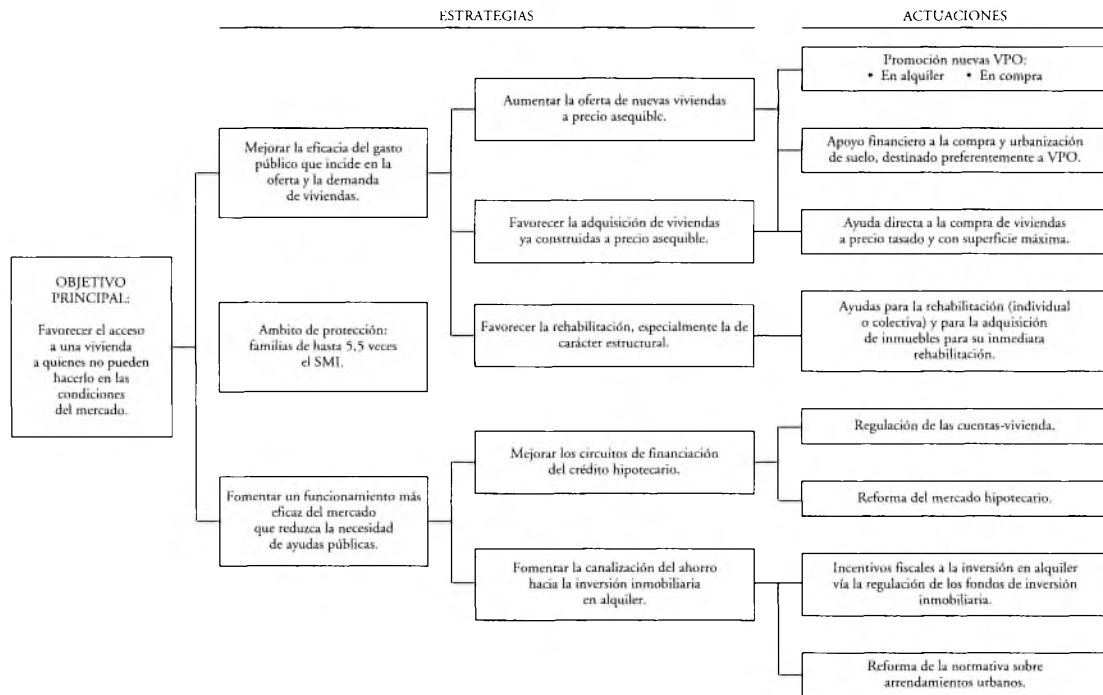 ESTRATEGIAS
ACTUACIONES
OBJETIVO
PRINCIPAL:
Favorecer el acceso
a una vivienda
a quienes no pueden
hacerlo en las
condiciones
del mercado.
Mejorar la eficacia del gasto
público que incide en la
oferta y la demanda
de viviendas.
Ambito de protección:
familias de hasta 5,5 veces
el SMI.
Fomentar un funcionamiento más
eficaz del mercado
que reduzca la necesidad
de ayudas públicas.
Aumentar la oferta de nuevas viviendas
a precio asequible.
Favorecer la adquisición de viviendas
ya construidas a precio asequible.
Favorecer la rehabilitación, especialmente la de
carácter estructural.
Mejorar los circuitos de financiación
del crédito hipotecario.
Fomentar la canalización del ahorro
hacia la inversión inmobiliaria
en alquiler.
Promoción nuevas VPO:
• En alquiler • En compra
Apoyo financiero a la compra y urbanización
de suelo, destinado preferentemente a VPO.
Ayuda directa a la compra de viviendas
a precio tasado y con superficie máxima.
Ayudas para la rehabilitación (individual
o colectiva) y para la adquisición
de inmuebles para su inmediata
rehabilitación.
Regulación de las cuentas-vivienda.
Reforma del mercado hipotecario.
Incentivos fiscales a la inversión en alquiler
vía la regulación de los fondos de inversión
inmobiliaria.
Reforma de la normativa sobre
arrendamientos urbanos.